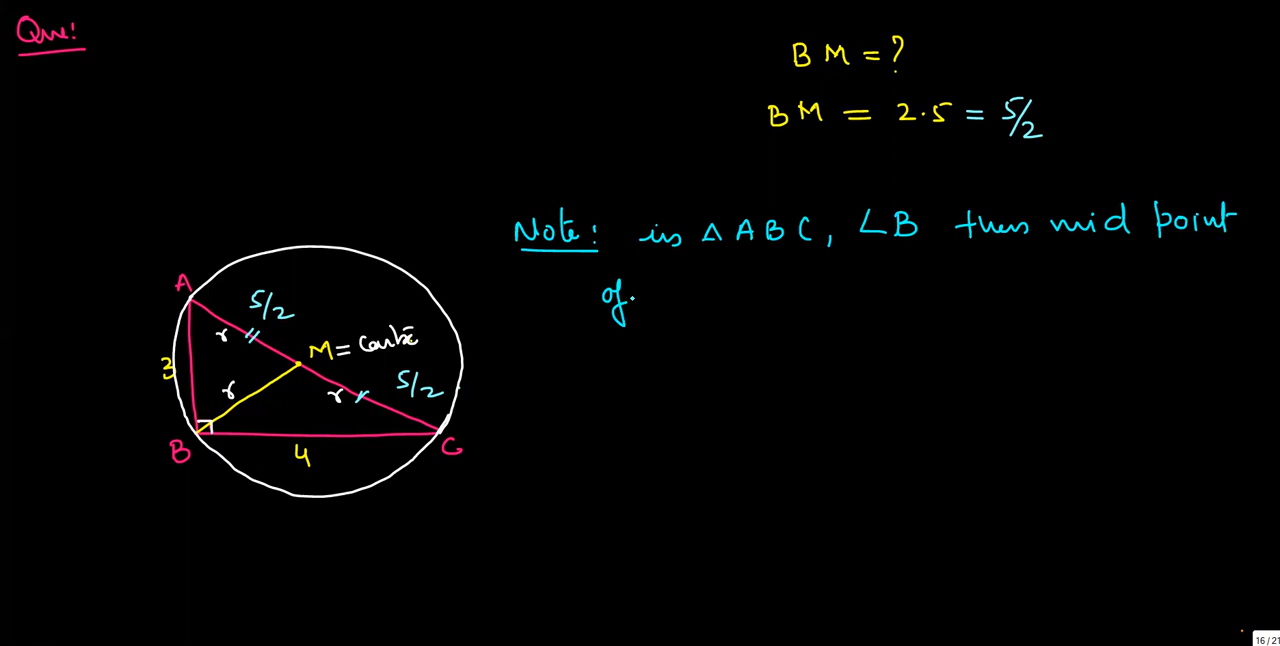 Que:
BM = ?
BM = 2.5 = 5/2
Note: in △ ABC, ∠B then mid point
of
A
5/2
r
M =
3
r
r
5/2
B
4
C
16 / 21